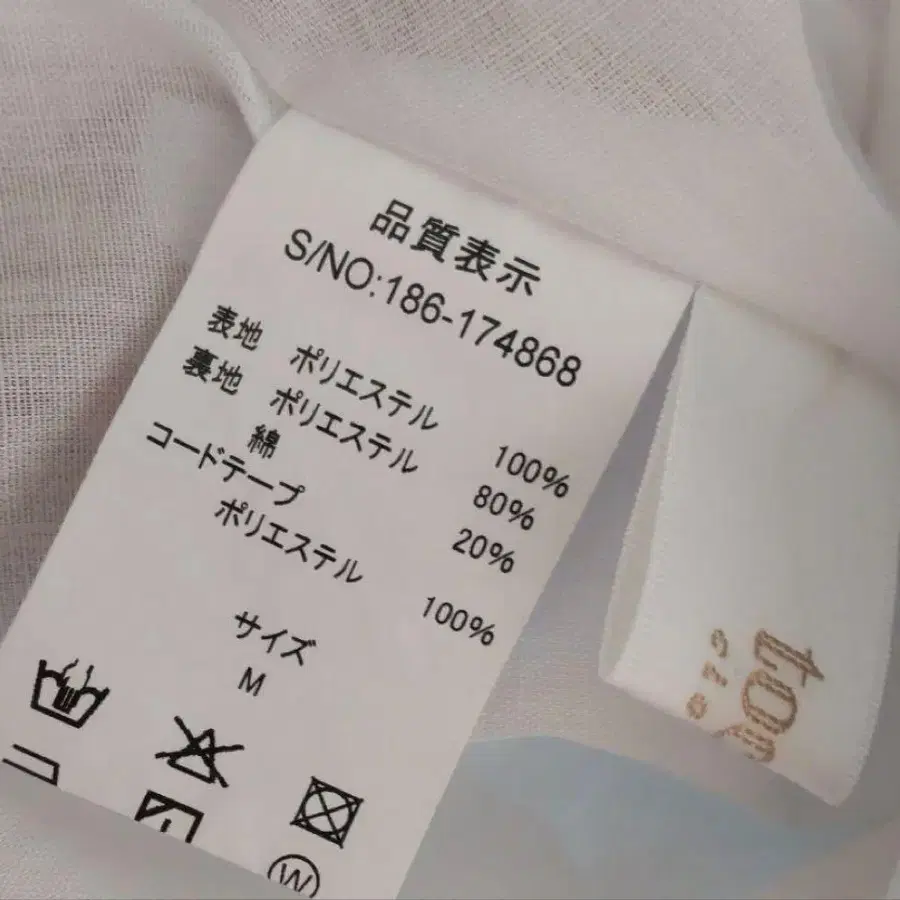 品質表示
S/NO:186-174868
表地 ポリエステル 100%
裏地 ポリエステル 80%
綿 20%
コードテープ
ポリエステル 100%
サイズ
M
W